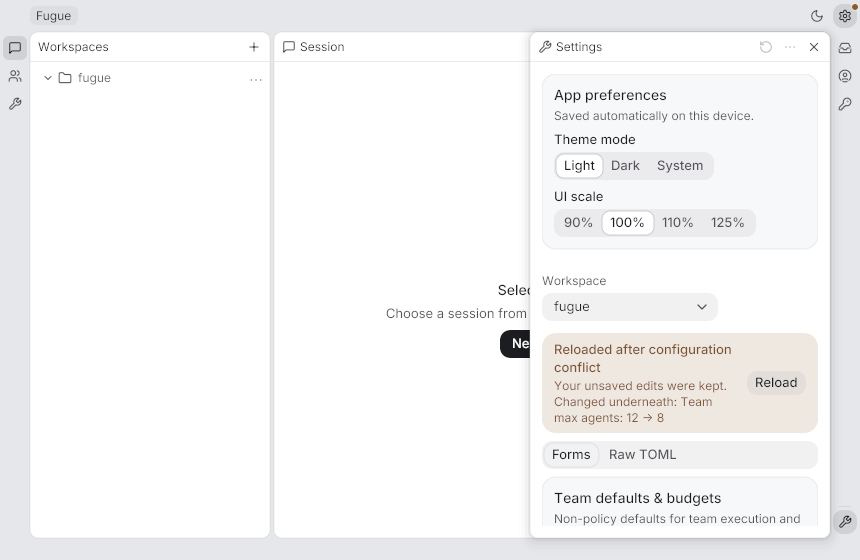 Fugue
Workspaces
fugue
Session
Selec
Choose a session from
Ne
Settings
App preferences
Saved automatically on this device.
Theme mode
Light Dark System
UI scale
90% 100% 110% 125%
Workspace
fugue
Reloaded after configuration
conflict
Your unsaved edits were kept.
Changed underneath: Team
max agents: 12 → 8
Reload
Forms Raw TOML
Team defaults & budgets
Non-policy defaults for team execution and